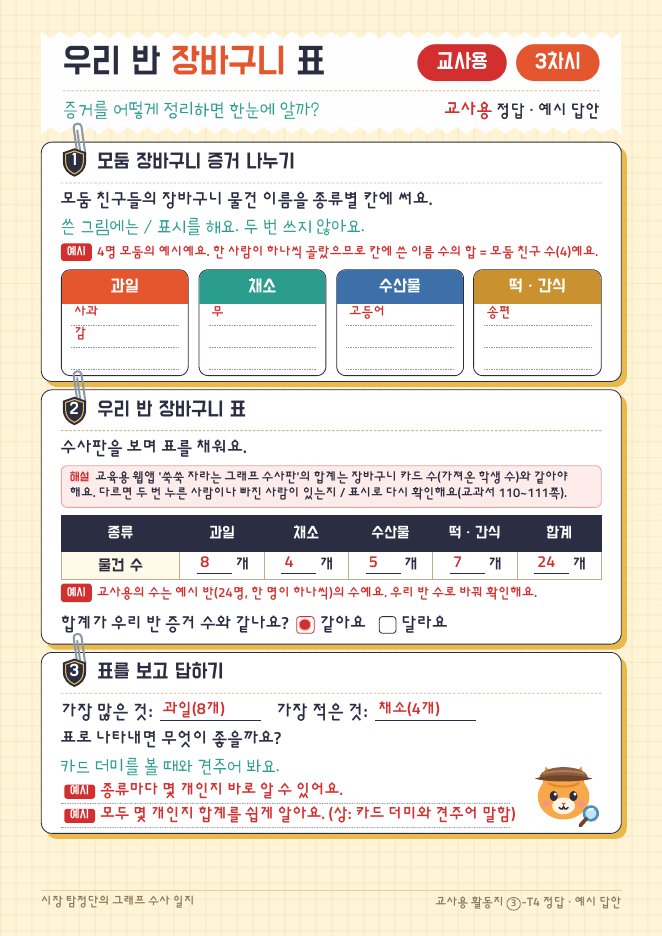 우리 반 장바구니 표
교사용 3차시
증거를 어떻게 정리하면 한눈에 알까?
교사용 정답 · 예시 답안
1 모둠 장바구니 증거 나누기
모둠 친구들의 장바구니 물건 이름을 종류별 칸에 써요.
쓴 그림에는 / 표시를 해요. 두 번 쓰지 않아요.
예시 4명 모둠의 예시예요. 한 사람이 하나씩 골랐으므로 칸에 쓴 이름 수의 합 = 모둠 친구 수(4)예요.
과일 채소 수산물 떡 · 간식
사과 무 고등어 송편
감
2 우리 반 장바구니 표
수사판을 보며 표를 채워요.
해설 교육용 웹앱 '쑥쑥 자라는 그래프 수사판'의 합계는 장바구니 카드 수(가져온 학생 수)와 같아야
해요. 다르면 두 번 누른 사람이나 빠진 사람이 있는지 / 표시로 다시 확인해요(교과서 110~111쪽).
종류 과일 채소 수산물 떡 · 간식 합계
물건 수 8 개 4 개 5 개 7 개 24 개
예시 교사용의 수는 예시 반(24명, 한 명이 하나씩)의 수예요. 우리 반 수로 바꿔 확인해요.
합계가 우리 반 증거 수와 같나요? 같아요 달라요
3 표를 보고 답하기
가장 많은 것: 과일(8개) 가장 적은 것: 채소(4개)
표로 나타내면 무엇이 좋을까요?
카드 더미를 볼 때와 견주어 봐요.
예시 종류마다 몇 개인지 바로 알 수 있어요.
예시 모두 몇 개인지 합계를 쉽게 알아요. (상: 카드 더미와 견주어 말함)
시장 탐정단의 그래프 수사 일지
교사용 활동지 ③-T4 정답 · 예시 답안